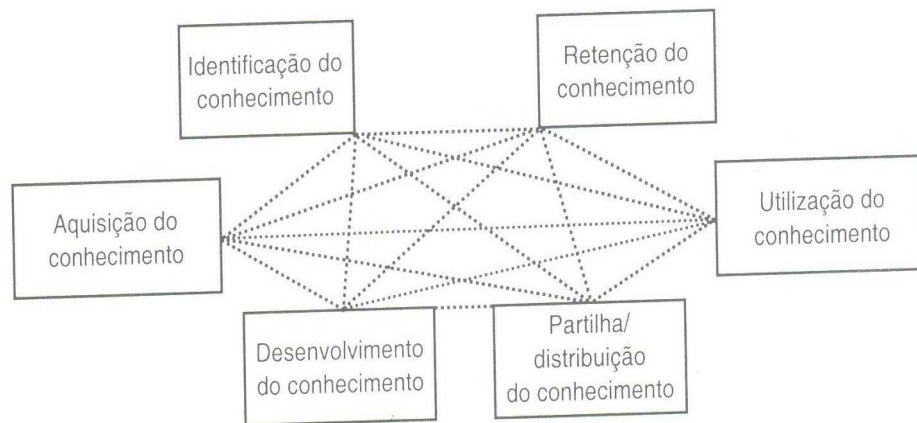 Identificação do
conhecimento
Retenção do
conhecimento
Aquisição do
conhecimento
Utilização do
conhecimento
Desenvolvimento
do conhecimento
Partilha/
distribuição
do conhecimento